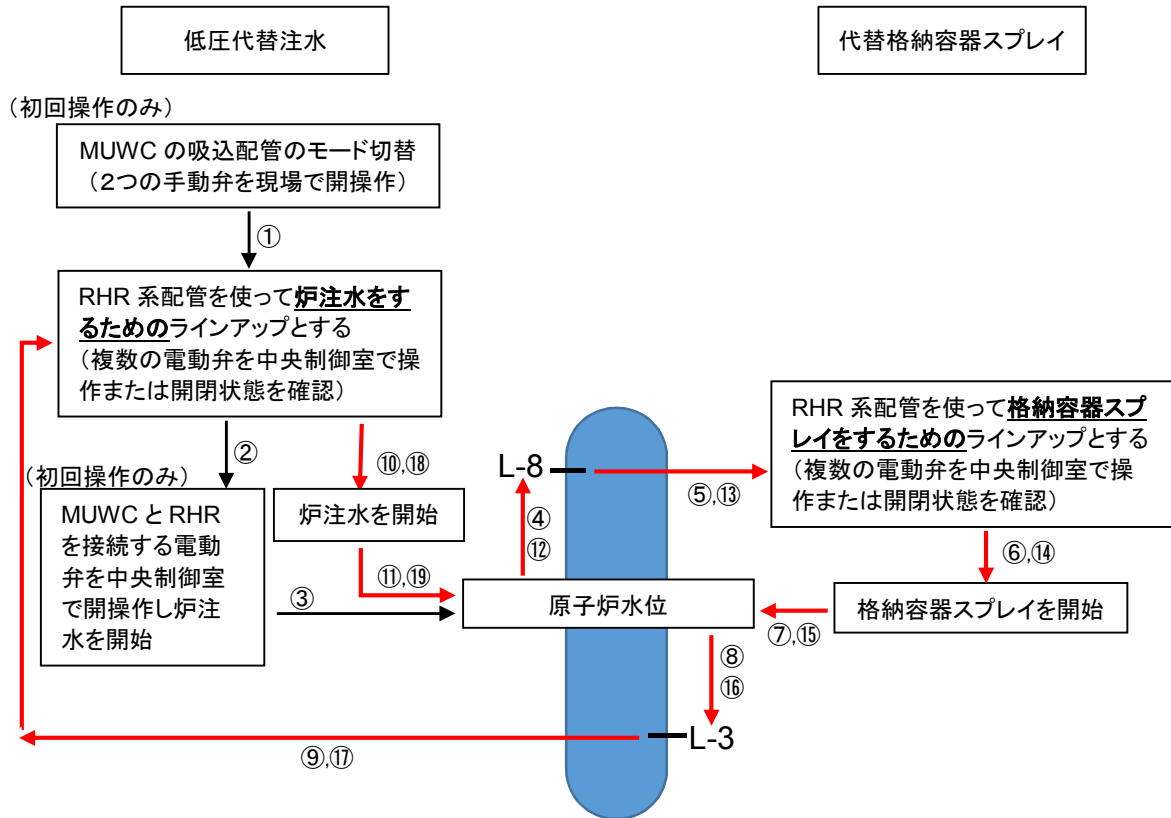 低圧代替注水
代替格納容器スプレイ
（初回操作のみ）
MUWC の吸込配管のモード切替
（２つの手動弁を現場で開操作）
①
RHR 系配管を使って炉注水をす
るためのラインアップとする
（複数の電動弁を中央制御室で操
作または開閉状態を確認）
②
⑩,⑱
（初回操作のみ）
MUWC と RHR
を接続する電動
弁を中央制御室
で開操作し炉注
水を開始
炉注水を開始
⑪,⑲
③
L-8
④
⑫
⑤,⑬
RHR 系配管を使って格納容器スプ
レイをするためのラインアップとする
（複数の電動弁を中央制御室で操
作または開閉状態を確認）
⑥,⑭
格納容器スプレイを開始
⑦,⑮
原子炉水位
⑧
⑯
L-3
⑨,⑰